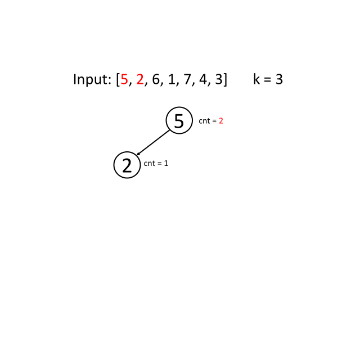 Input: [5, 2, 6, 1, 7, 4, 3] k = 3
5 cnt = 2
2 cnt = 1